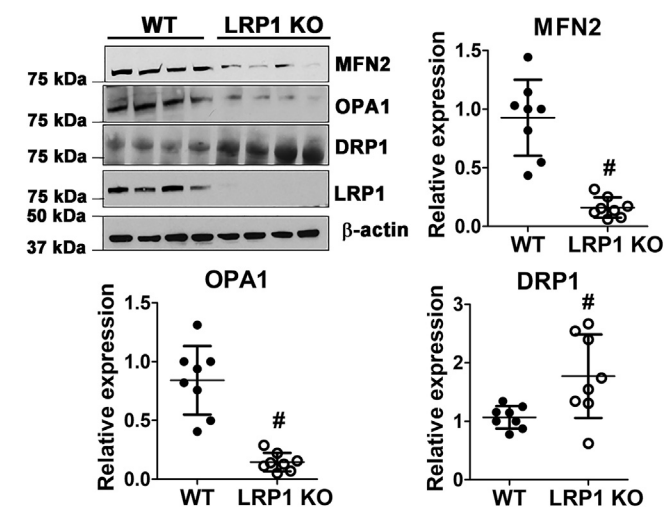 WT LRP1 KO
75 kDa MFN2
75 kDa OPA1
75 kDa DRP1
75 kDa LRP1
50 kDa
37 kDa β-actin
MFN2
Relative expression
1.5
1.0
0.5
0.0
#
WT LRP1 KO
OPA1
Relative expression
1.5
1.0
0.5
0.0
#
WT LRP1 KO
DRP1
Relative expression
3
2
1
0
#
WT LRP1 KO